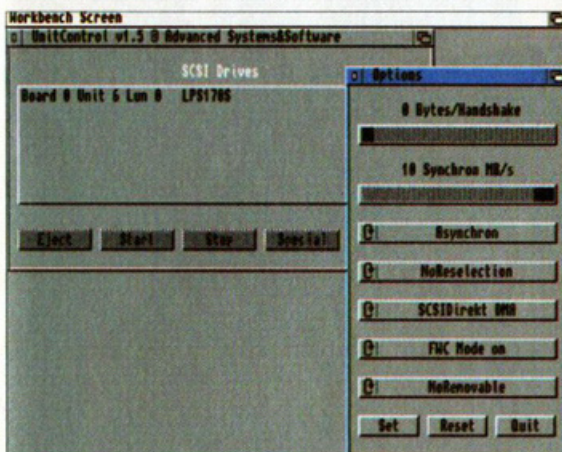 Workbench Screen
UnitControl v1.5 © Advanced Systems&Software
SCSI Drives
Board 0 Unit 6 Lun 0 LPS170S
Eject
Start
Stop
Special
Options
0 Bytes/Handshake
10 Synchron MB/s
Asynchron
NoReselection
SCSIDirekt DMA
FWC Mode on
NoRemovable
Set
Reset
Quit